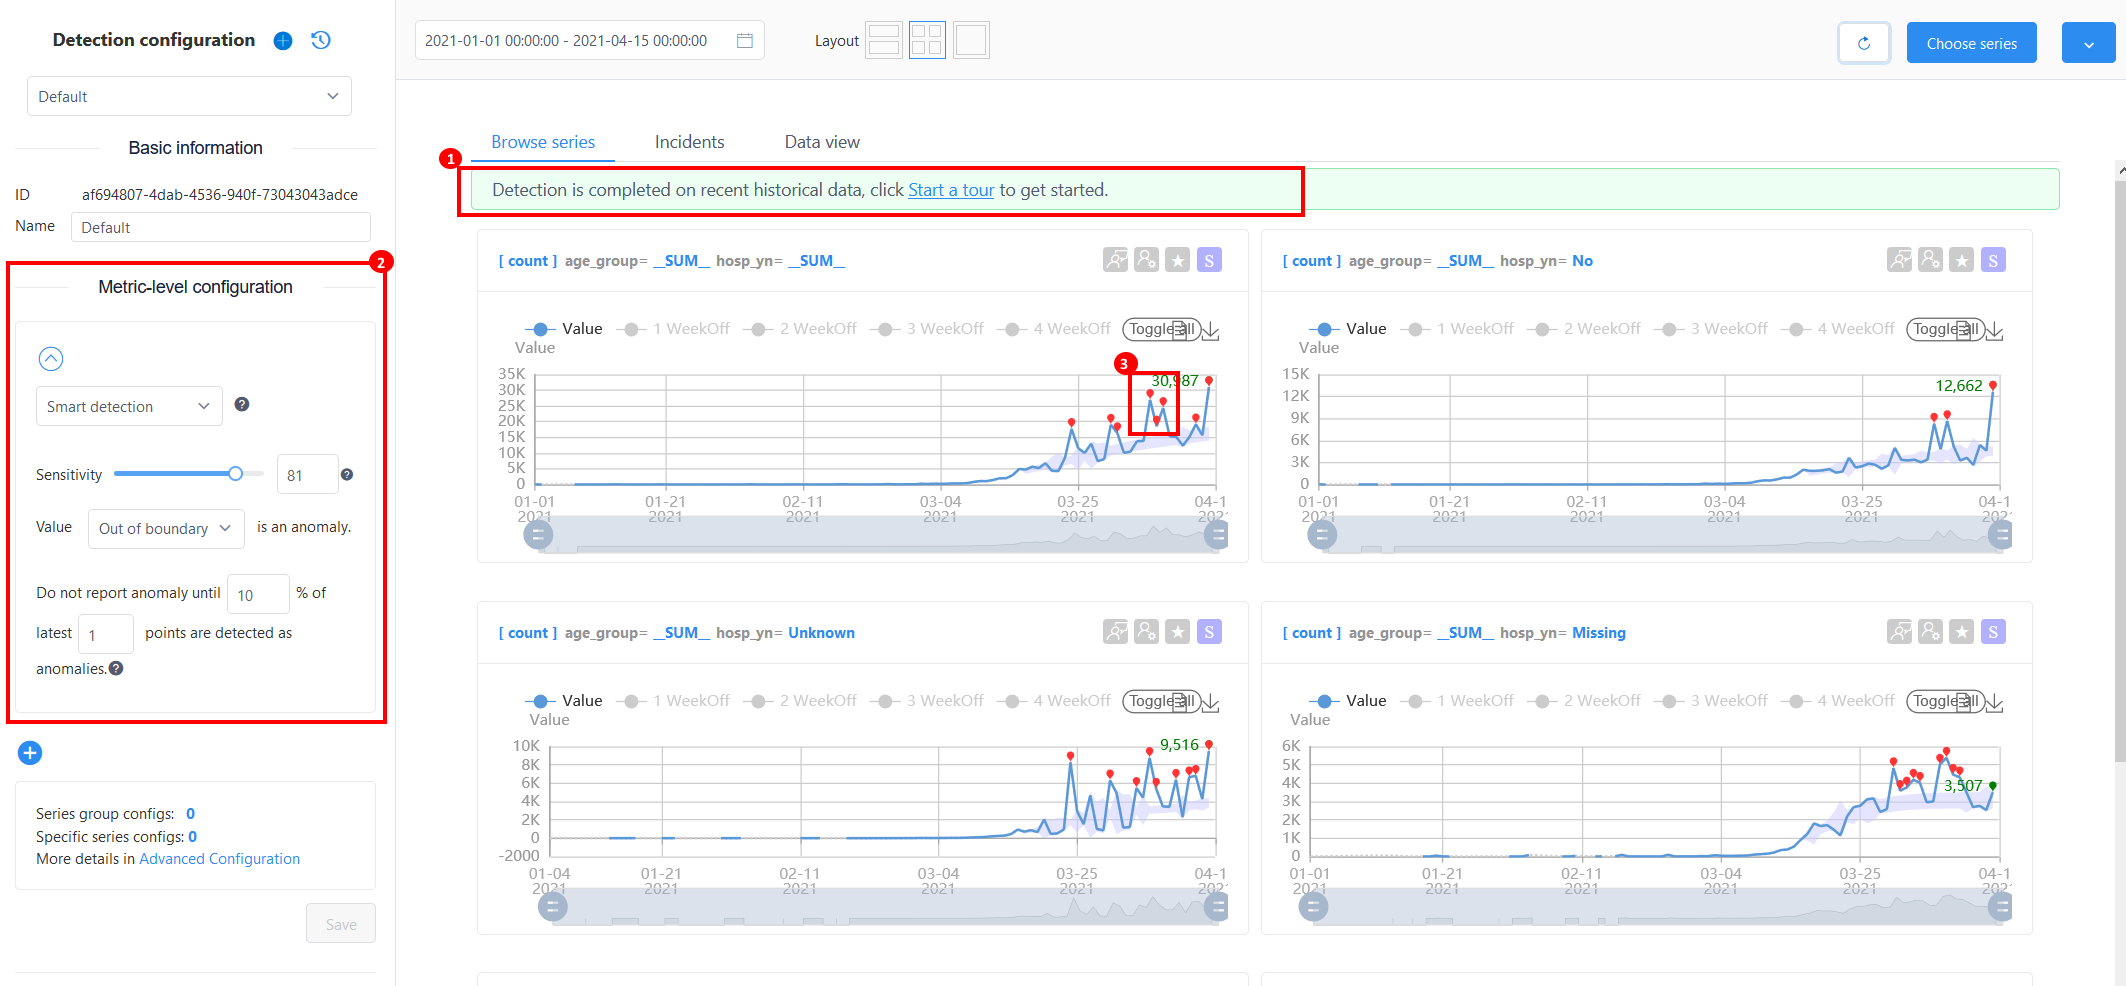 Detection configuration
Default
Basic information
ID af694807-4dab-4536-940f-73043043adce
Name Default
2
Metric-level configuration
Smart detection
Sensitivity 81
Value Out of boundary is an anomaly.
Do not report anomaly until 10 % of
latest 1 points are detected as
anomalies.
Series group configs: 0
Specific series configs: 0
More details in Advanced Configuration
Save
2021-01-01 00:00:00 - 2021-04-15 00:00:00
Layout
Choose series
Browse series Incidents Data view
1
Detection is completed on recent historical data, click Start a tour to get started.
[ count ] age_group= __SUM__ hosp_yn= __SUM__
S
Value 1 WeekOff 2 WeekOff 3 WeekOff 4 WeekOff Toggle all
Value
3
30,987
35K
30K
25K
20K
15K
10K
5K
0
01-01 01-21 02-11 03-04 03-25 04-1
2021 2021 2021 2021 2021 202
[ count ] age_group= __SUM__ hosp_yn= No
S
Value 1 WeekOff 2 WeekOff 3 WeekOff 4 WeekOff Toggle all
Value
12,662
15K
12K
9K
6K
3K
0
01-01 01-21 02-11 03-04 03-25 04-1
2021 2021 2021 2021 2021 202
[ count ] age_group= __SUM__ hosp_yn= Unknown
S
Value 1 WeekOff 2 WeekOff 3 WeekOff 4 WeekOff Toggle all
Value
9,516
10K
8K
6K
4K
2K
0
-2000
01-04 01-21 02-11 03-04 03-25 04-1
2021 2021 2021 2021 2021 202
[ count ] age_group= __SUM__ hosp_yn= Missing
S
Value 1 WeekOff 2 WeekOff 3 WeekOff 4 WeekOff Toggle all
Value
3,507
6K
5K
4K
3K
2K
1K
0
01-01 01-21 02-11 03-04 03-25 04-1
2021 2021 2021 2021 2021 202